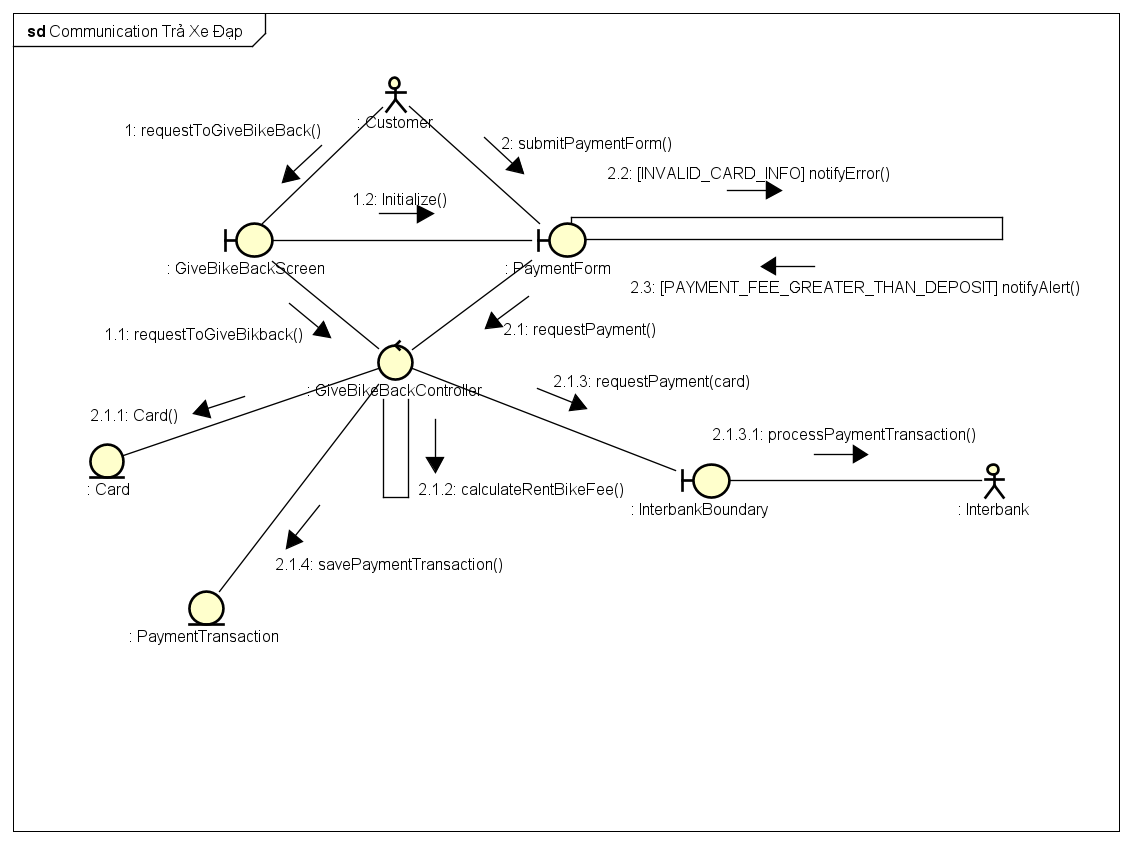 sd Communication Trả Xe Đạp
: Customer
1: requestToGiveBikeBack()
2: submitPaymentForm()
2.2: [INVALID_CARD_INFO] notifyError()
1.2: Initialize()
: GiveBikeBackScreen
: PaymentForm
2.3: [PAYMENT_FEE_GREATER_THAN_DEPOSIT] notifyAlert()
1.1: requestToGiveBikback()
2.1: requestPayment()
: GiveBikeBackController
2.1.3: requestPayment(card)
2.1.1: Card()
2.1.3.1: processPaymentTransaction()
: Card
2.1.2: calculateRentBikeFee()
: InterbankBoundary
: Interbank
2.1.4: savePaymentTransaction()
: PaymentTransaction